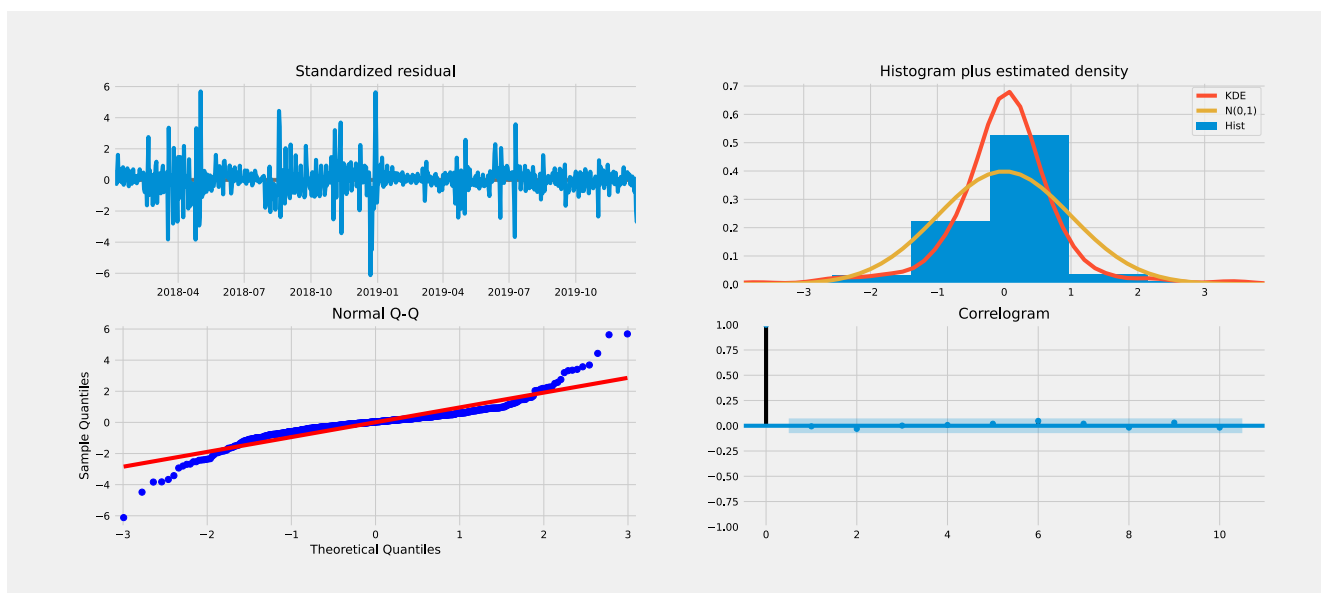 Standardized residual
6
4
2
0
−2
−4
−6
2018-04 2018-07 2018-10 2019-01 2019-04 2019-07 2019-10
Histogram plus estimated density
0.7
0.6
0.5
0.4
0.3
0.2
0.1
0.0
−3 −2 −1 0 1 2 3
KDE
N(0,1)
Hist
Normal Q-Q
Sample Quantiles
6
4
2
0
−2
−4
−6
−3 −2 −1 0 1 2 3
Theoretical Quantiles
Correlogram
1.00
0.75
0.50
0.25
0.00
−0.25
−0.50
−0.75
−1.00
0 2 4 6 8 10